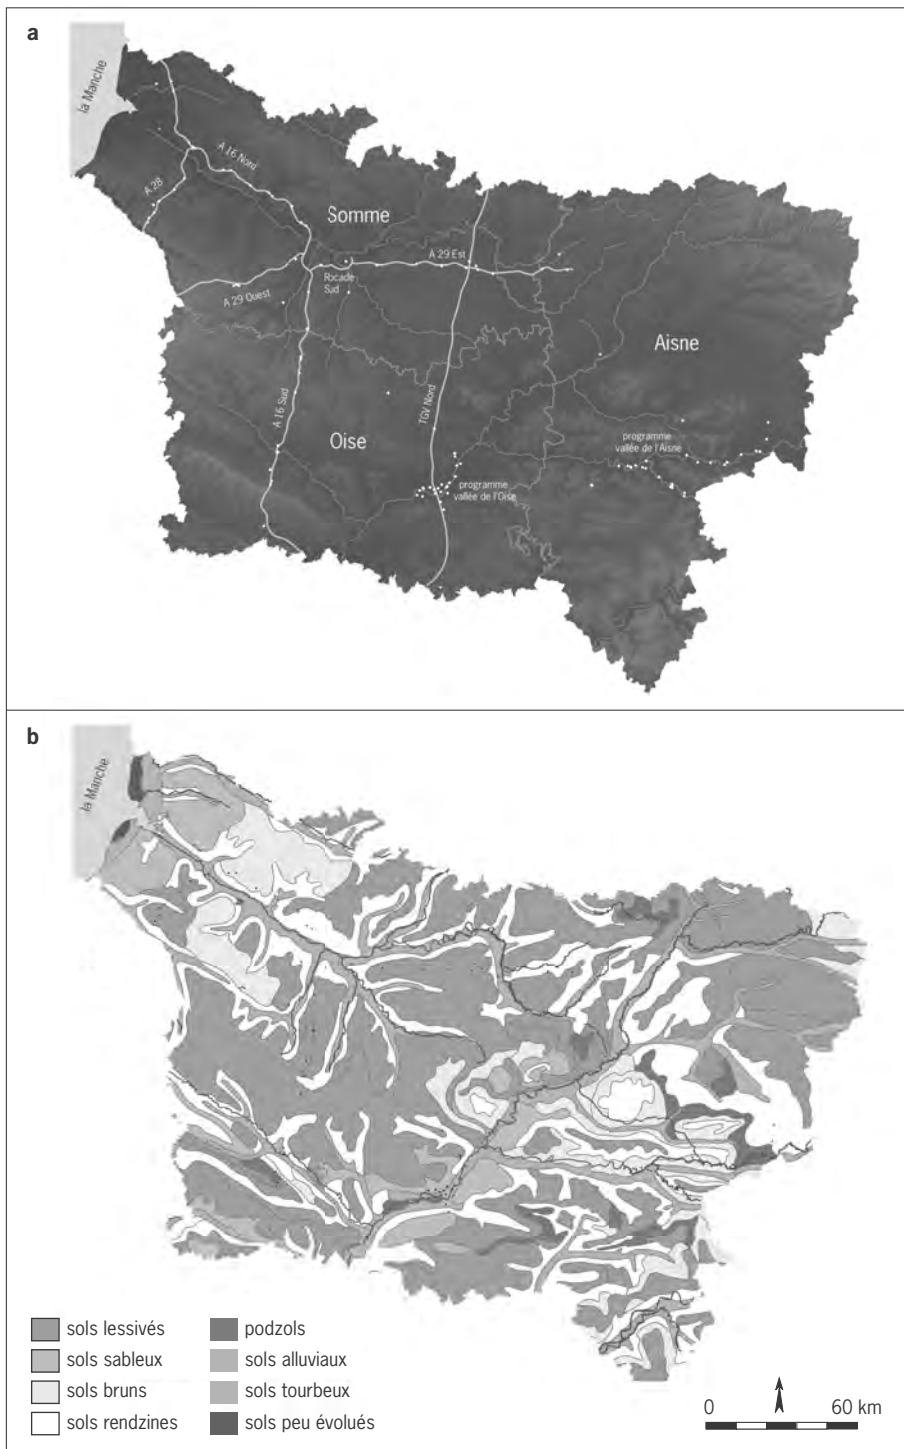 a
la Manche
A 16 Nord
A 28
Somme
A 29 Est
Rocade
Sud
A 29 Ouest
Aisne
A 16 Sud
TGV Nord
Oise
programme
vallée de l'Aisne
programme
vallée de l'Oise
b
la Manche
sols lessivés
sols sableux
sols bruns
sols rendzines
podzols
sols alluviaux
sols tourbeux
sols peu évolués
0 60 km